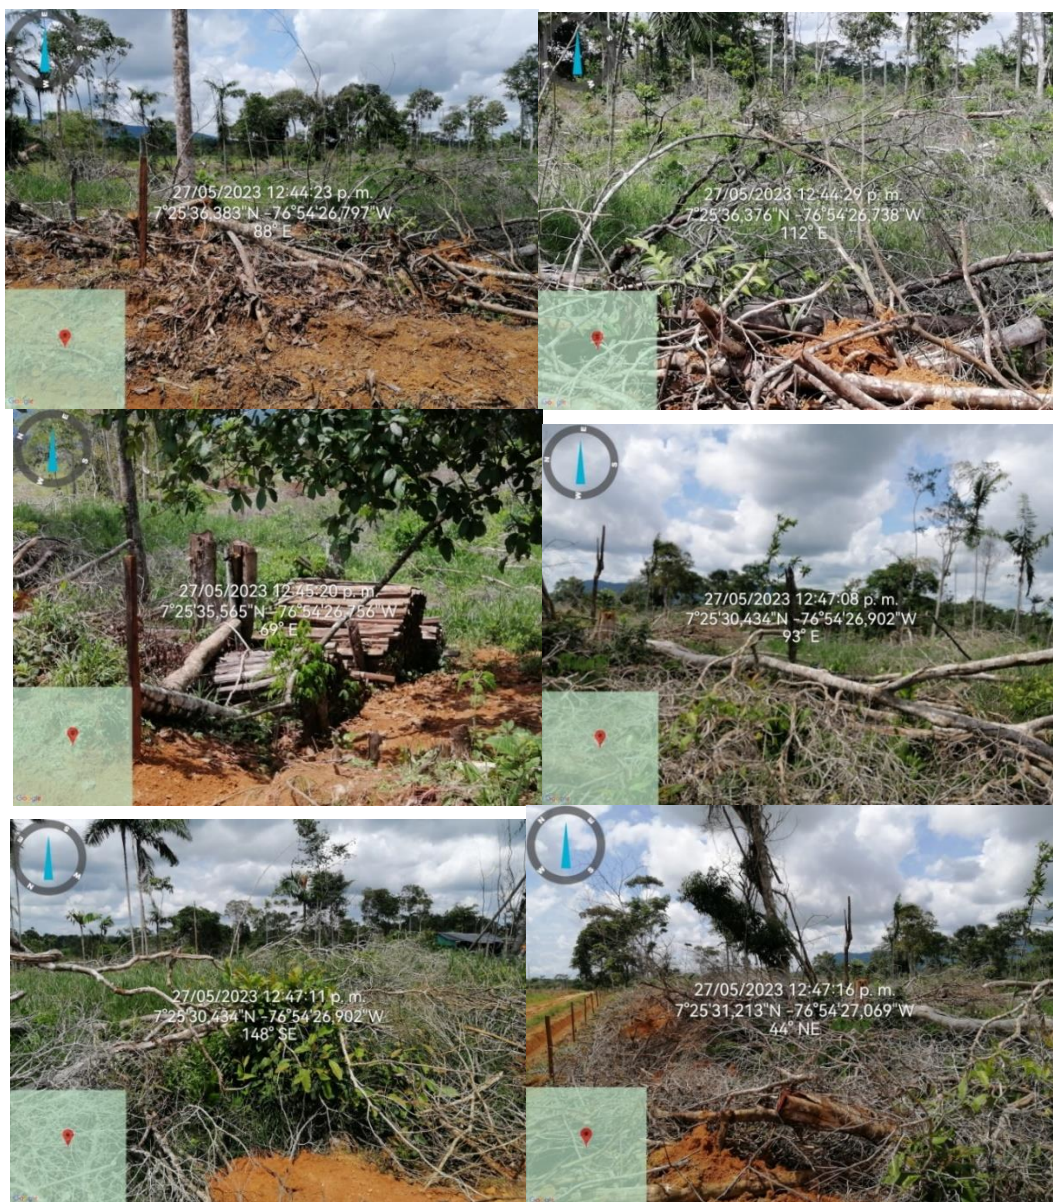 27/05/2023 12:44:23 p. m.
7°25'36,383"N -76°54'26,797"W
88° E
27/05/2023 12:44:29 p. m.
7°25'36,376"N -76°54'26,738"W
112° E
27/05/2023 12:45:20 p. m.
7°25'35,565"N -76°54'26,756"W
69° E
27/05/2023 12:47:08 p. m.
7°25'30,434"N -76°54'26,902"W
93° E
27/05/2023 12:47:11 p. m.
7°25'30,434"N -76°54'26,902"W
148° SE
27/05/2023 12:47:16 p. m.
7°25'31,213"N -76°54'27,069"W
44° NE